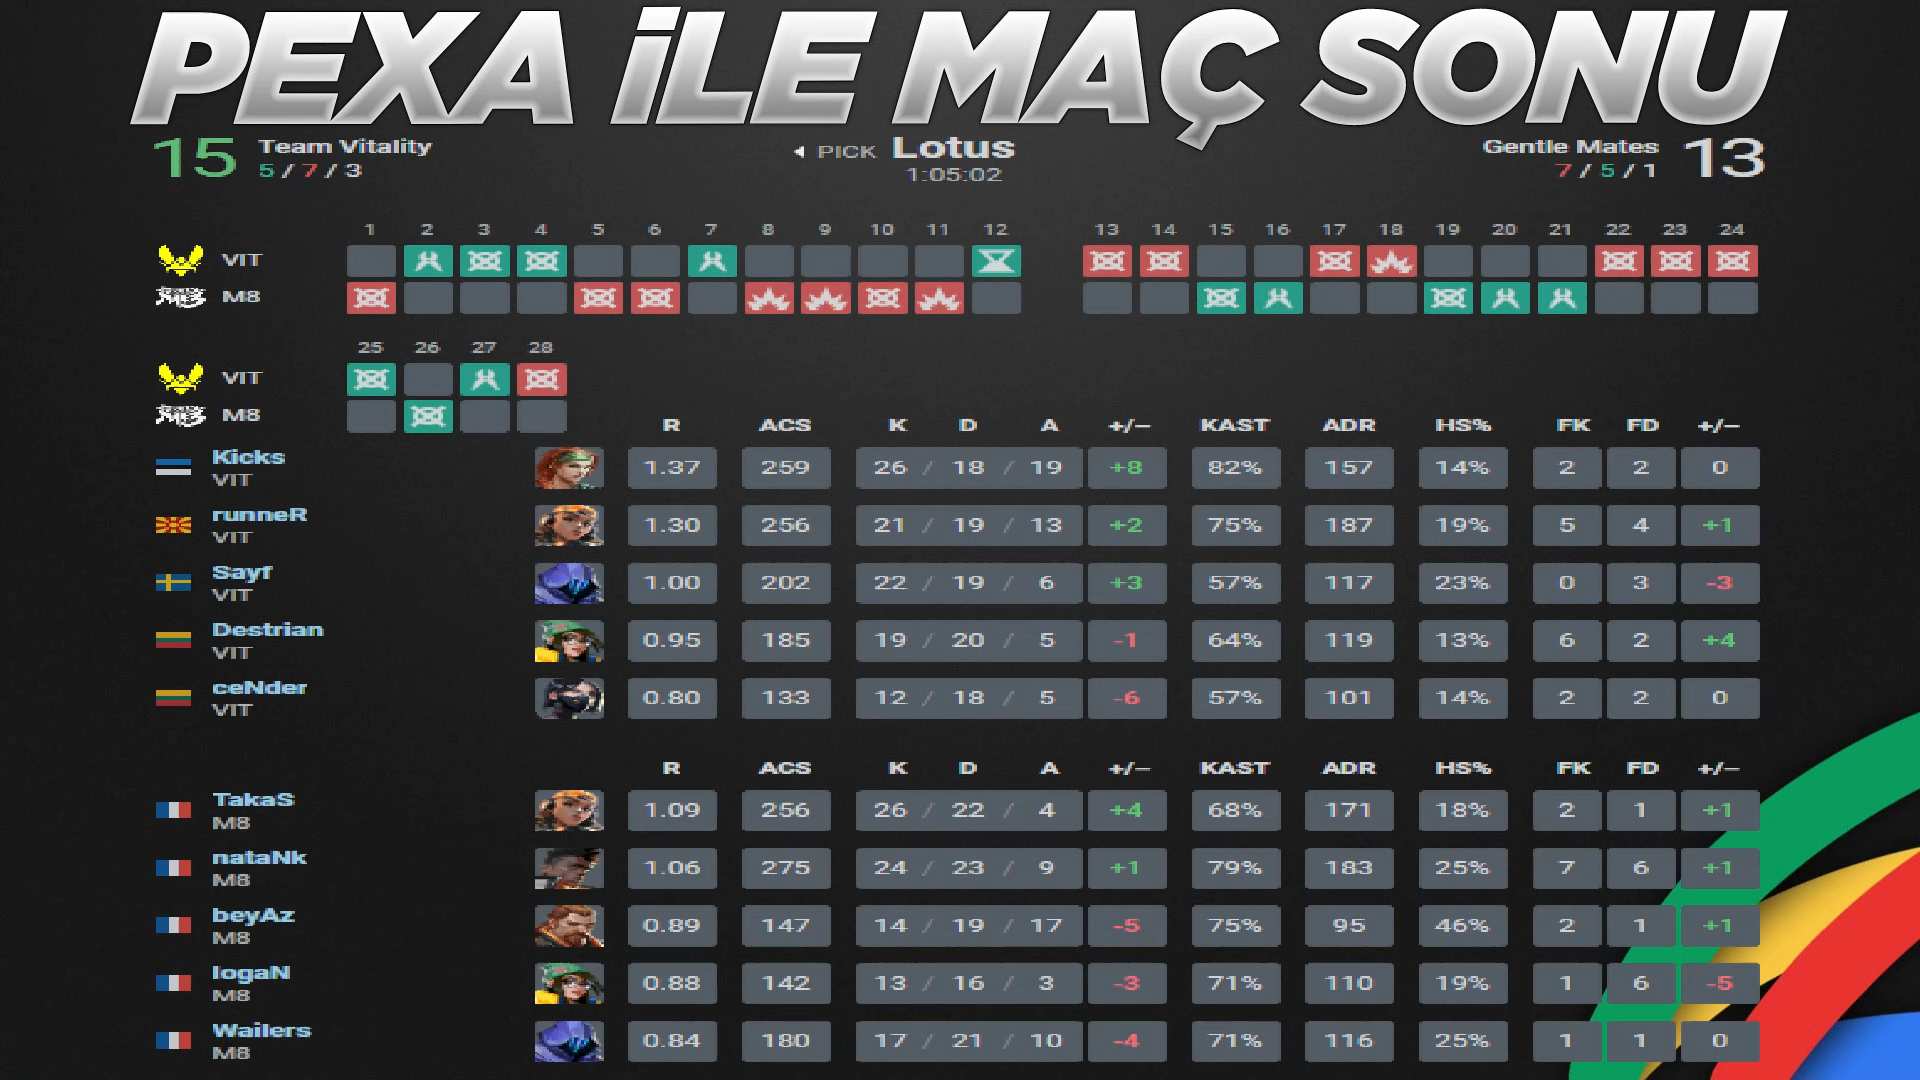 PEXA iLE MAÇ SONU
15 Team Vitality ◂ PICK Lotus Gentle Mates 13
5 / 7 / 3 1:05:02 7 / 5 / 1
1 2 3 4 5 6 7 8 9 10 11 12 13 14 15 16 17 18 19 20 21 22 23 24
VIT
M8
25 26 27 28
VIT
M8
R ACS K D A +/– KAST ADR HS% FK FD +/–
Kicks
VIT
1.37 259 26 / 18 / 19 +8 82% 157 14% 2 2 0
runneR
VIT
1.30 256 21 / 19 / 13 +2 75% 187 19% 5 4 +1
Sayf
VIT
1.00 202 22 / 19 / 6 +3 57% 117 23% 0 3 -3
Destrian
VIT
0.95 185 19 / 20 / 5 -1 64% 119 13% 6 2 +4
ceNder
VIT
0.80 133 12 / 18 / 5 -6 57% 101 14% 2 2 0
R ACS K D A +/– KAST ADR HS% FK FD +/–
TakaS
M8
1.09 256 26 / 22 / 4 +4 68% 171 18% 2 1 +1
nataNk
M8
1.06 275 24 / 23 / 9 +1 79% 183 25% 7 6 +1
beyAz
M8
0.89 147 14 / 19 / 17 -5 75% 95 46% 2 1 +1
logaN
M8
0.88 142 13 / 16 / 3 -3 71% 110 19% 1 6 -5
Wailers
M8
0.84 180 17 / 21 / 10 -4 71% 116 25% 1 1 0